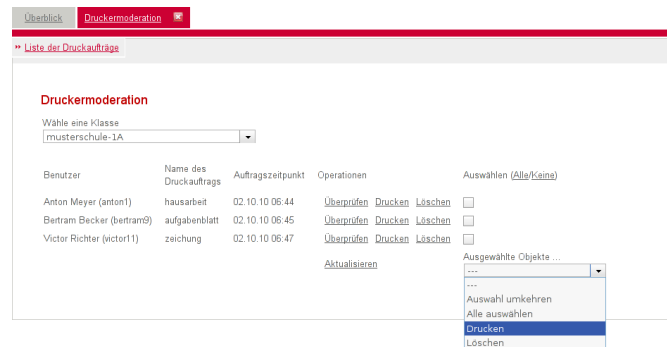 Überblick Druckermoderation
» Liste der Druckaufträge
Druckermoderation
Wähle eine Klasse
musterschule-1A
Benutzer Name des Druckauftrags Auftragszeitpunkt Operationen Auswählen (Alle/Keine)
Anton Meyer (anton1) hausarbeit 02.10.10 06:44 Überprüfen Drucken Löschen
Bertram Becker (bertram9) aufgabenblatt 02.10.10 06:45 Überprüfen Drucken Löschen
Victor Richter (victor11) zeichung 02.10.10 06:47 Überprüfen Drucken Löschen
Aktualisieren Ausgewählte Objekte ...
---
---
Auswahl umkehren
Alle auswählen
Drucken
Löschen